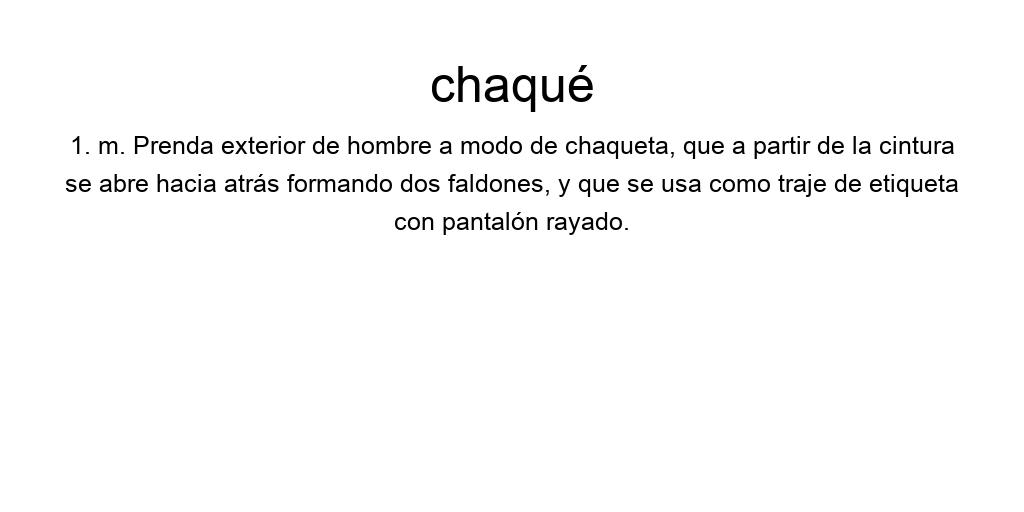 chaqué
1. m. Prenda exterior de hombre a modo de chaqueta, que a partir de la cintura
se abre hacia atrás formando dos faldones, y que se usa como traje de etiqueta
con pantalón rayado.